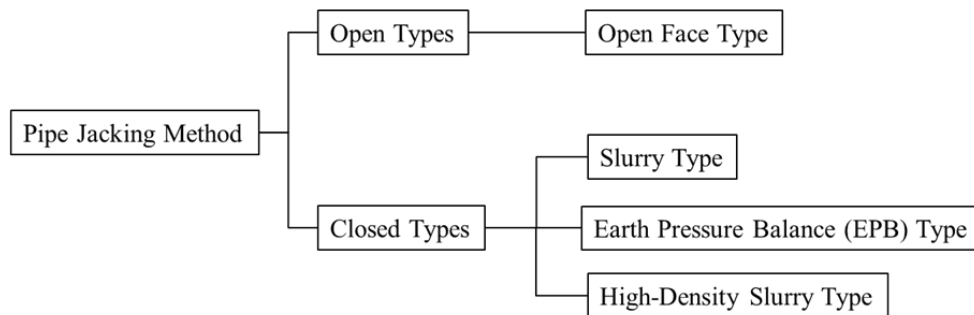 Open Types
Open Face Type
Pipe Jacking Method
Slurry Type
Closed Types
Earth Pressure Balance (EPB) Type
High-Density Slurry Type